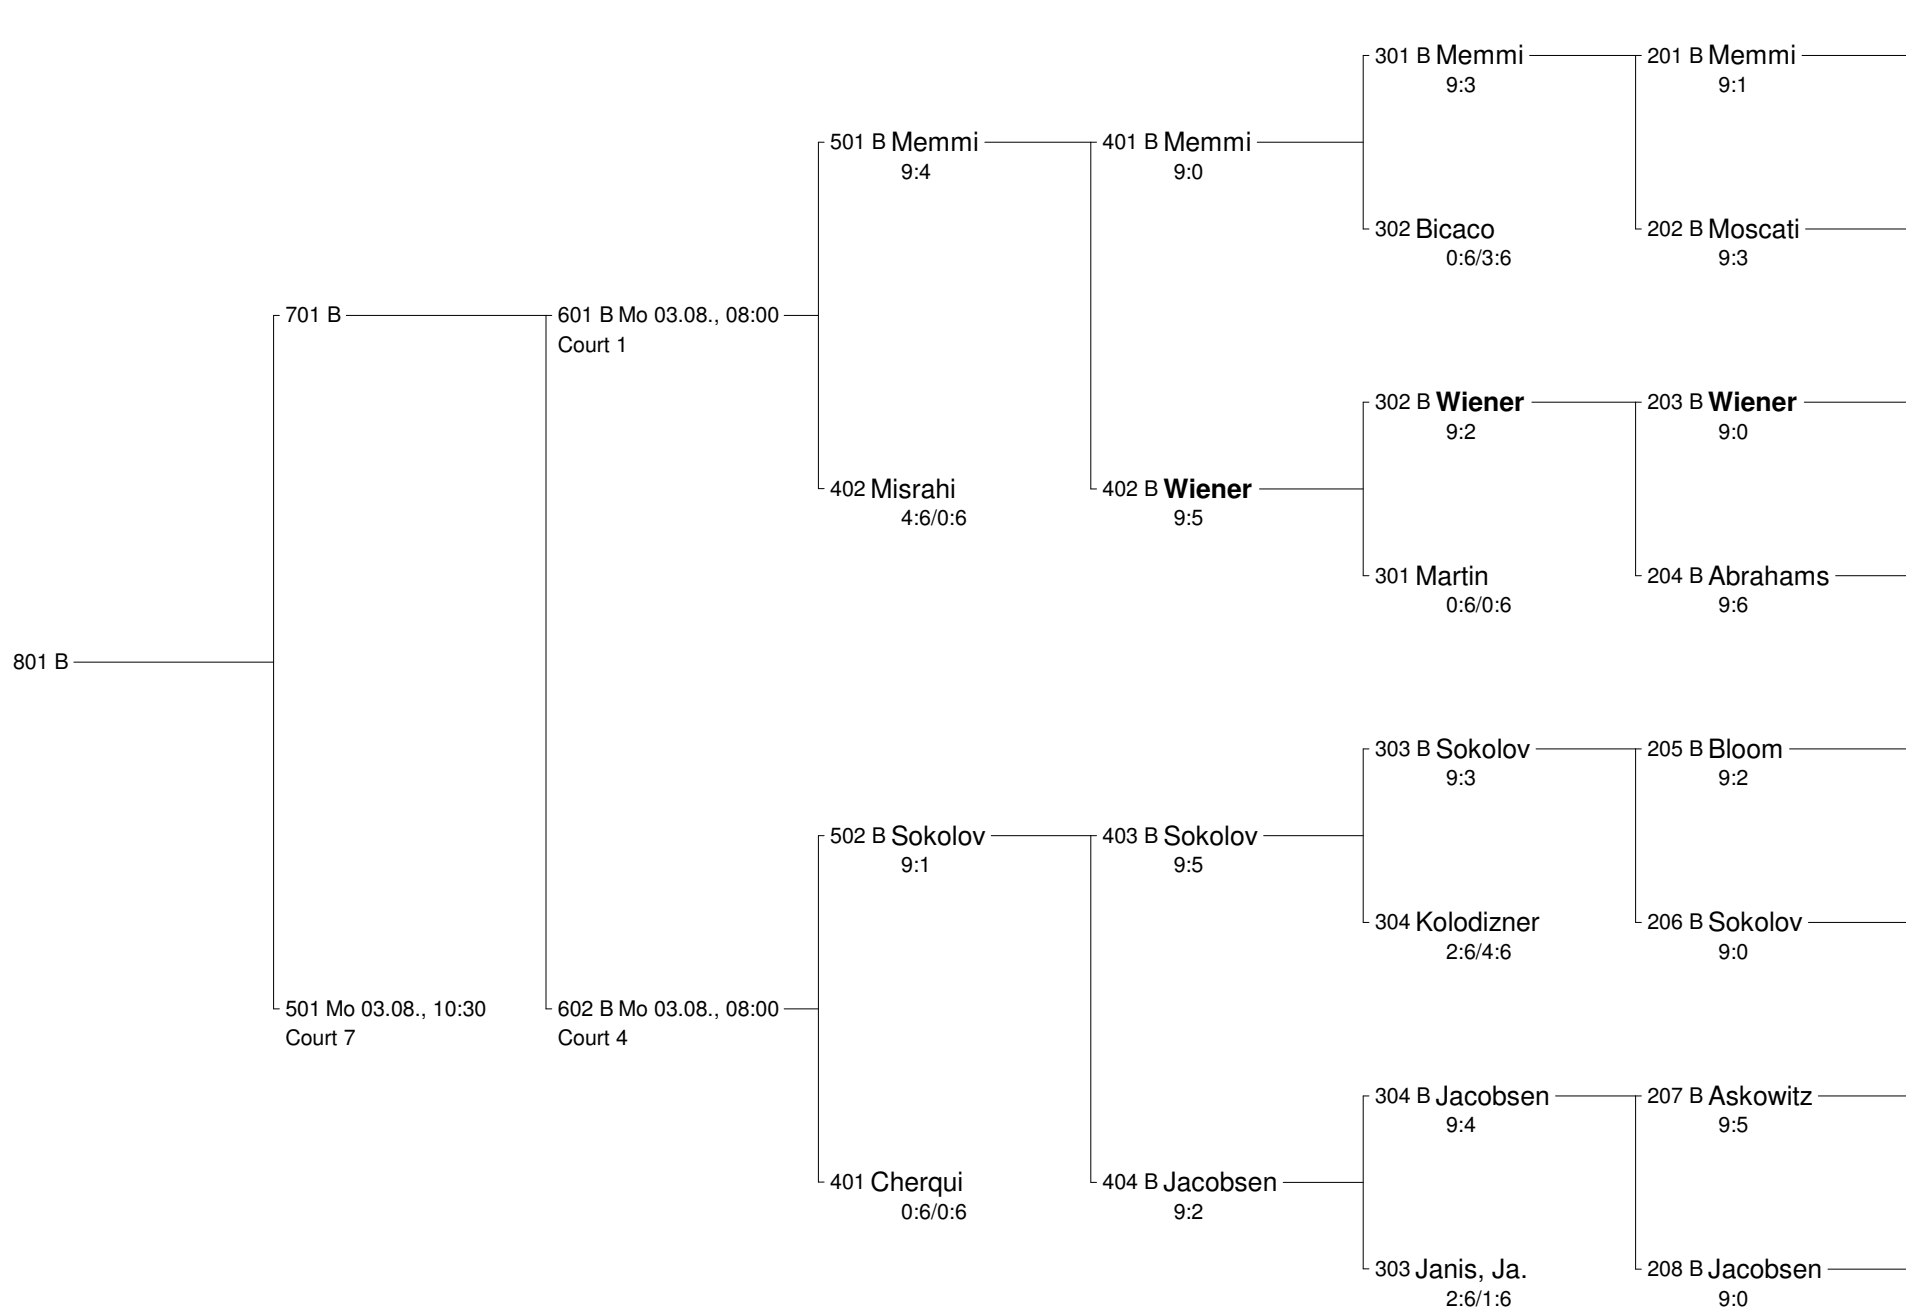 301 B Memmi
9:3
201 B Memmi
9:1
501 B Memmi
9:4
401 B Memmi
9:0
302 Bicaco
0:6/3:6
202 B Moscati
9:3
701 B
601 B Mo 03.08., 08:00
Court 1
302 B Wiener
9:2
203 B Wiener
9:0
402 Misrahi
4:6/0:6
402 B Wiener
9:5
301 Martin
0:6/0:6
204 B Abrahams
9:6
801 B
303 B Sokolov
9:3
205 B Bloom
9:2
502 B Sokolov
9:1
403 B Sokolov
9:5
304 Kolodizner
2:6/4:6
206 B Sokolov
9:0
501 Mo 03.08., 10:30
Court 7
602 B Mo 03.08., 08:00
Court 4
304 B Jacobsen
9:4
207 B Askowitz
9:5
401 Cherqui
0:6/0:6
404 B Jacobsen
9:2
303 Janis, Ja.
2:6/1:6
208 B Jacobsen
9:0